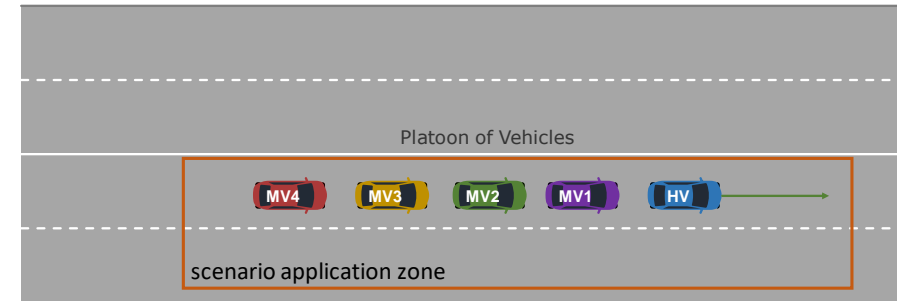 Platoon of Vehicles
MV4 MV3 MV2 MV1 HV
scenario application zone